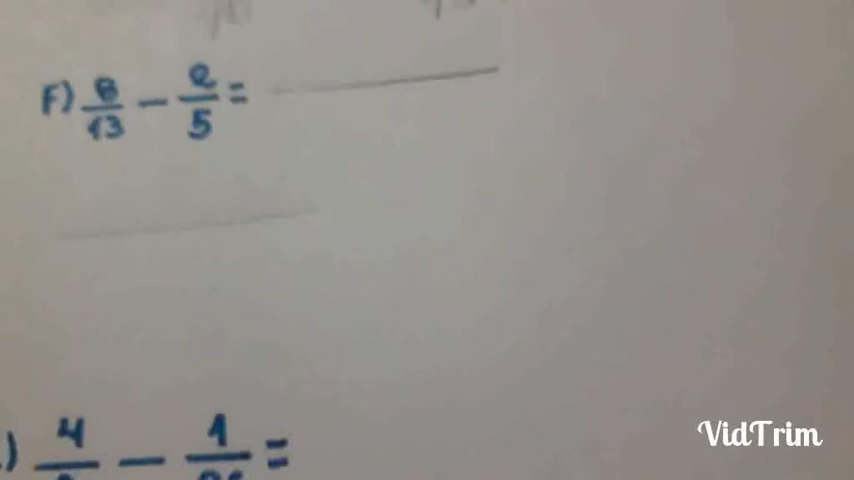 F) 8/13 - 2/5 =
) 4 - 1 =
VidTrim